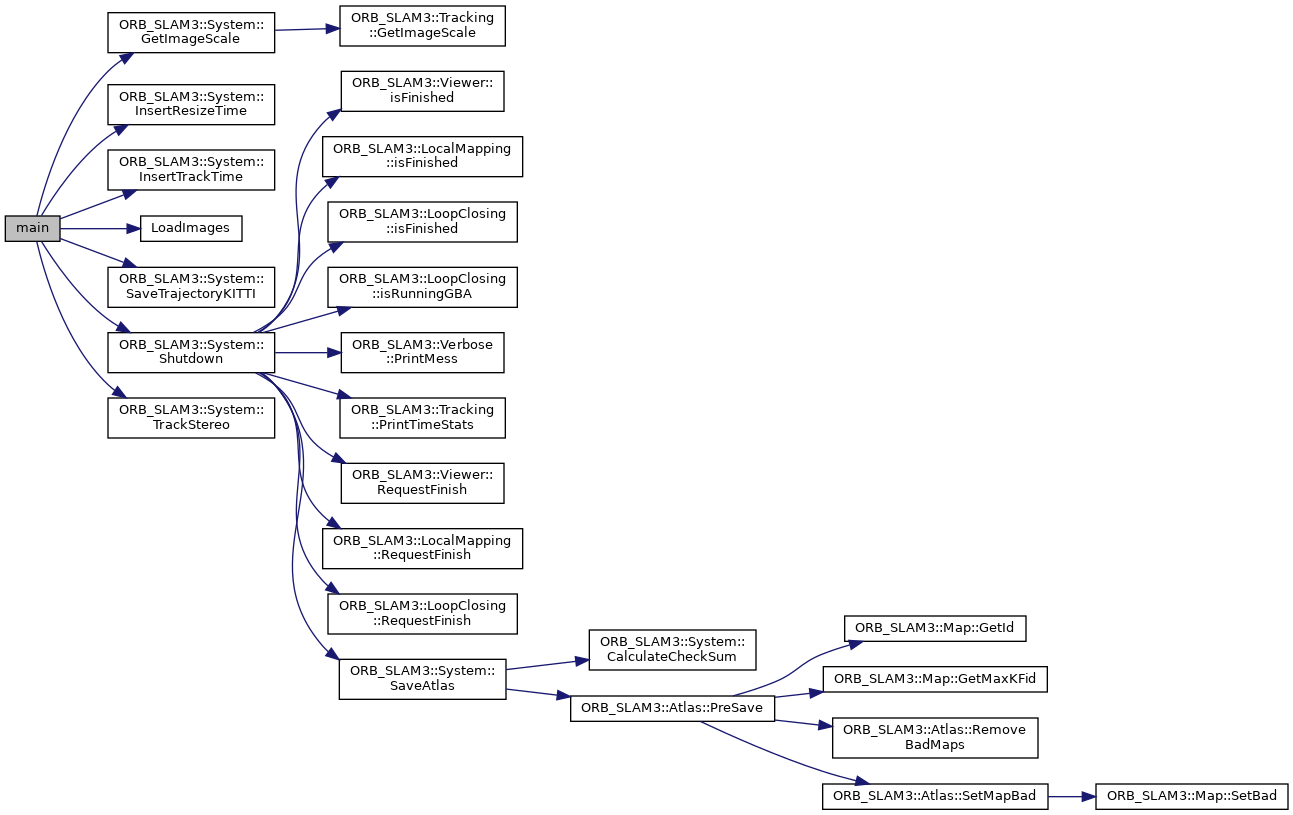 main
ORB_SLAM3::System::
GetImageScale
ORB_SLAM3::System::
InsertResizeTime
ORB_SLAM3::System::
InsertTrackTime
LoadImages
ORB_SLAM3::System::
SaveTrajectoryKITTI
ORB_SLAM3::System::
Shutdown
ORB_SLAM3::System::
TrackStereo
ORB_SLAM3::Tracking
::GetImageScale
ORB_SLAM3::Viewer::
isFinished
ORB_SLAM3::LocalMapping
::isFinished
ORB_SLAM3::LoopClosing
::isFinished
ORB_SLAM3::LoopClosing
::isRunningGBA
ORB_SLAM3::Verbose
::PrintMess
ORB_SLAM3::Tracking
::PrintTimeStats
ORB_SLAM3::Viewer::
RequestFinish
ORB_SLAM3::LocalMapping
::RequestFinish
ORB_SLAM3::LoopClosing
::RequestFinish
ORB_SLAM3::System::
SaveAtlas
ORB_SLAM3::System::
CalculateCheckSum
ORB_SLAM3::Atlas::PreSave
ORB_SLAM3::Map::GetId
ORB_SLAM3::Map::GetMaxKFid
ORB_SLAM3::Atlas::Remove
BadMaps
ORB_SLAM3::Atlas::SetMapBad
ORB_SLAM3::Map::SetBad